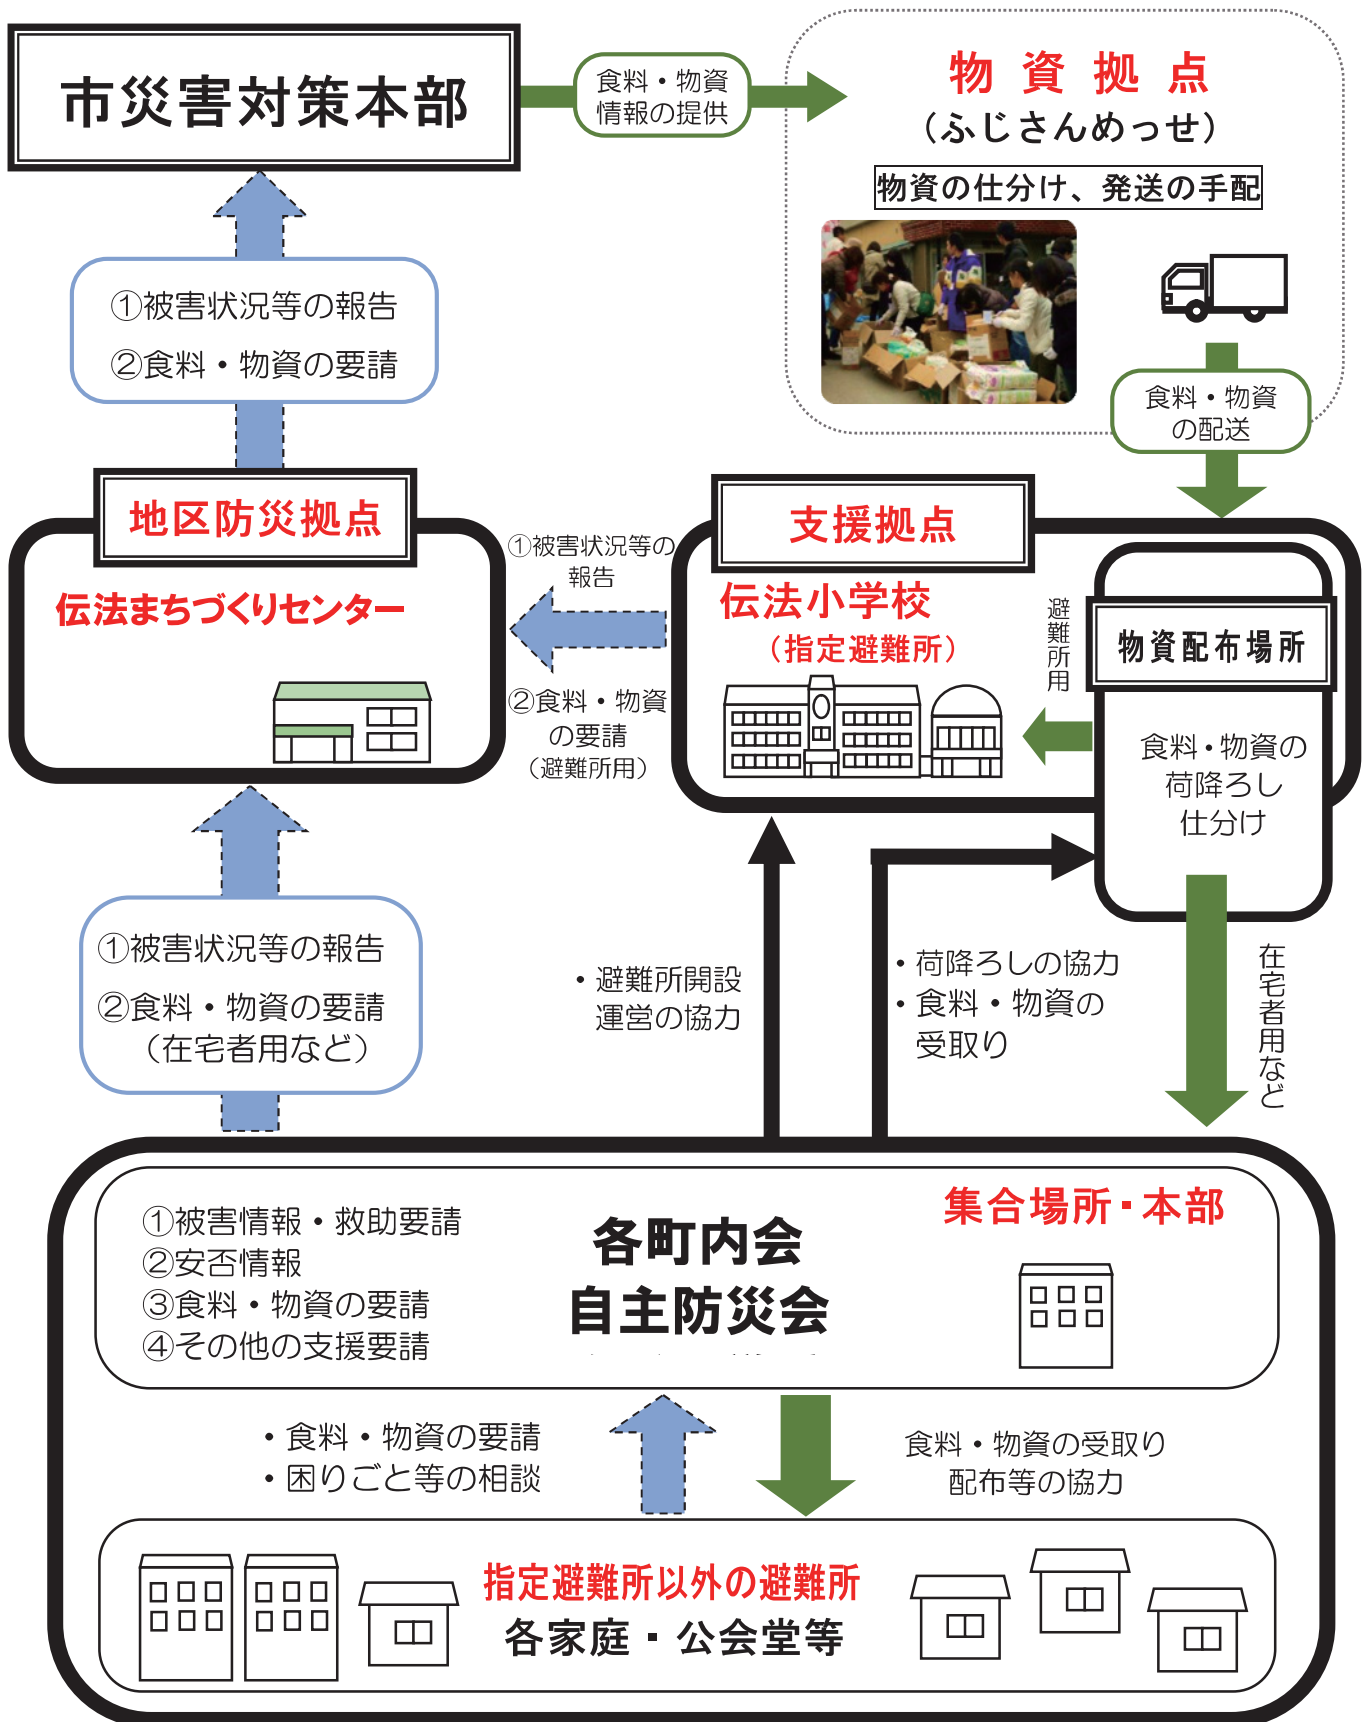 市災害対策本部
食料・物資
情報の提供
物資拠点
（ふじさんめっせ）
物資の仕分け、発送の手配
食料・物資
の配送
①被害状況等の報告
②食料・物資の要請
地区防災拠点
伝法まちづくりセンター
①被害状況等の
報告
②食料・物資
の要請
（避難所用）
支援拠点
伝法小学校
（指定避難所）
避難所用
物資配布場所
食料・物資の
荷降ろし
仕分け
①被害状況等の報告
②食料・物資の要請
（在宅者用など）
・避難所開設
運営の協力
・荷降ろしの協力
・食料・物資の
受取り
在宅者用など
①被害情報・救助要請
②安否情報
③食料・物資の要請
④その他の支援要請
各町内会
自主防災会
集合場所・本部
・食料・物資の要請
・困りごと等の相談
食料・物資の受取り
配布等の協力
指定避難所以外の避難所
各家庭・公会堂等